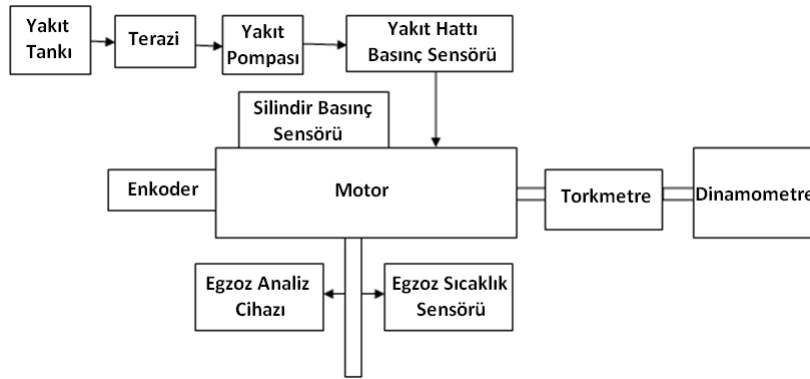 Yakıt
Tankı
Terazi
Yakıt
Pompası
Yakıt Hattı
Basınç Sensörü
Silindir Basınç
Sensörü
Enkoder
Motor
Torkmetre
Dinamometre
Egzoz Analiz
Cihazı
Egzoz Sıcaklık
Sensörü